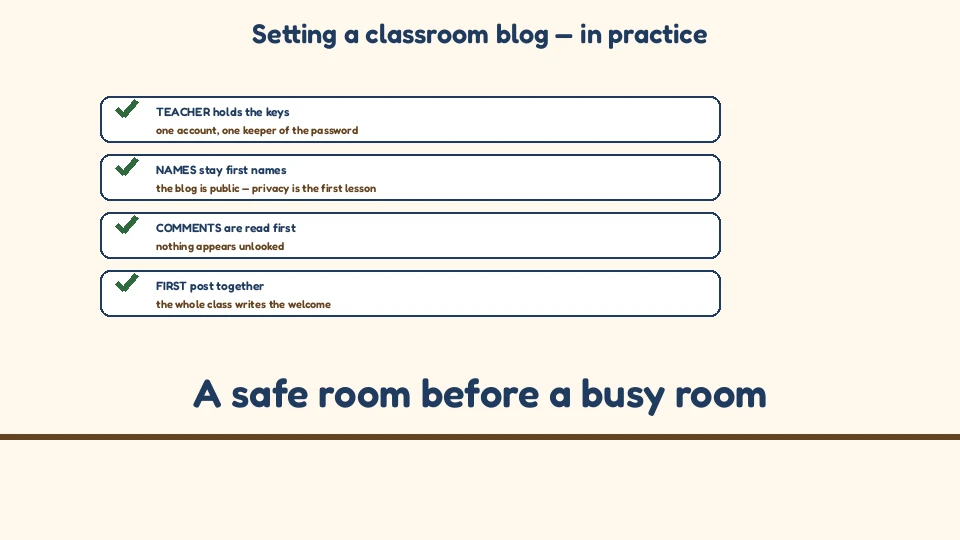 Setting a classroom blog — in practice
TEACHER holds the keys
one account, one keeper of the password
NAMES stay first names
the blog is public — privacy is the first lesson
COMMENTS are read first
nothing appears unlooked
FIRST post together
the whole class writes the welcome
A safe room before a busy room